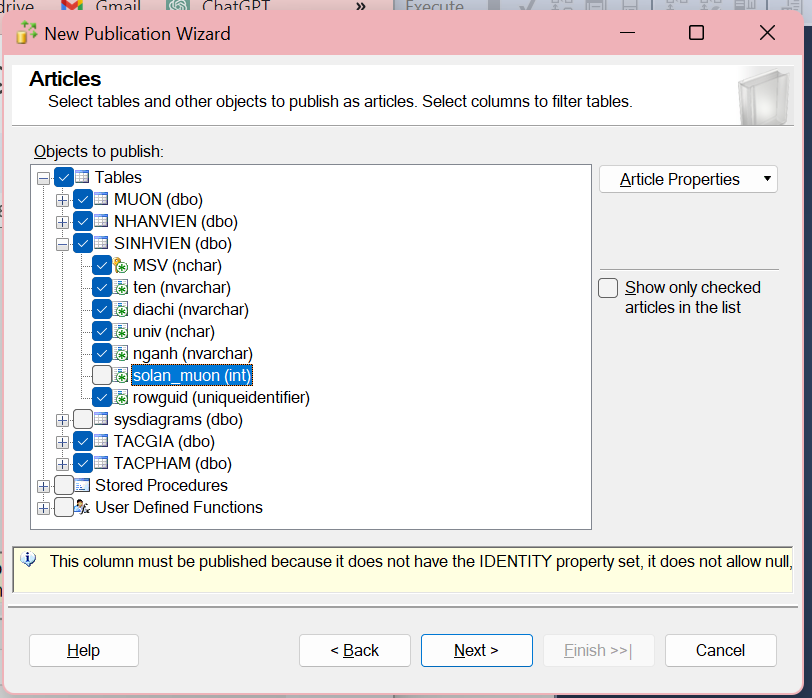 drive Gmail ChatGPT » Execute
New Publication Wizard
Articles
Select tables and other objects to publish as articles. Select columns to filter tables.
Objects to publish:
Tables
MUON (dbo)
NHANVIEN (dbo)
SINHVIEN (dbo)
MSV (nchar)
ten (nvarchar)
diachi (nvarchar)
univ (nchar)
nganh (nvarchar)
solan_muon (int)
rowguid (uniqueidentifier)
sysdiagrams (dbo)
TACGIA (dbo)
TACPHAM (dbo)
Stored Procedures
User Defined Functions
Article Properties
Show only checked
articles in the list
This column must be published because it does not have the IDENTITY property set, it does not allow null,
Help
< Back
Next >
Finish >>|
Cancel